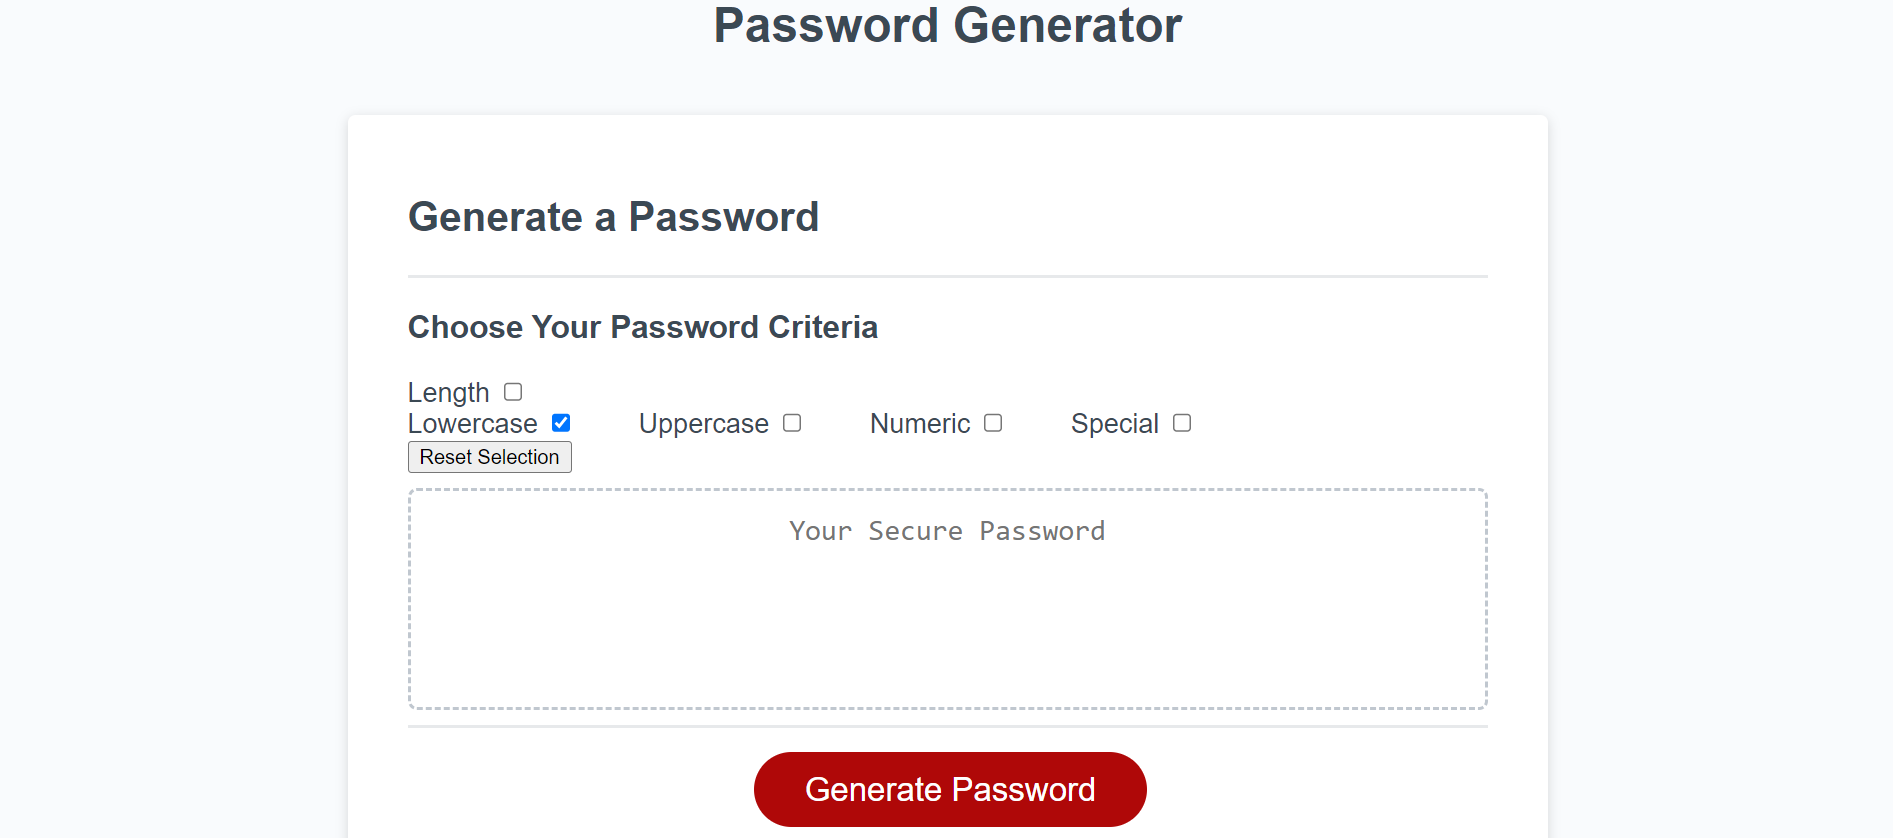 Password Generator
Generate a Password
Choose Your Password Criteria
Length
Lowercase Uppercase Numeric Special
Reset Selection
Your Secure Password
Generate Password